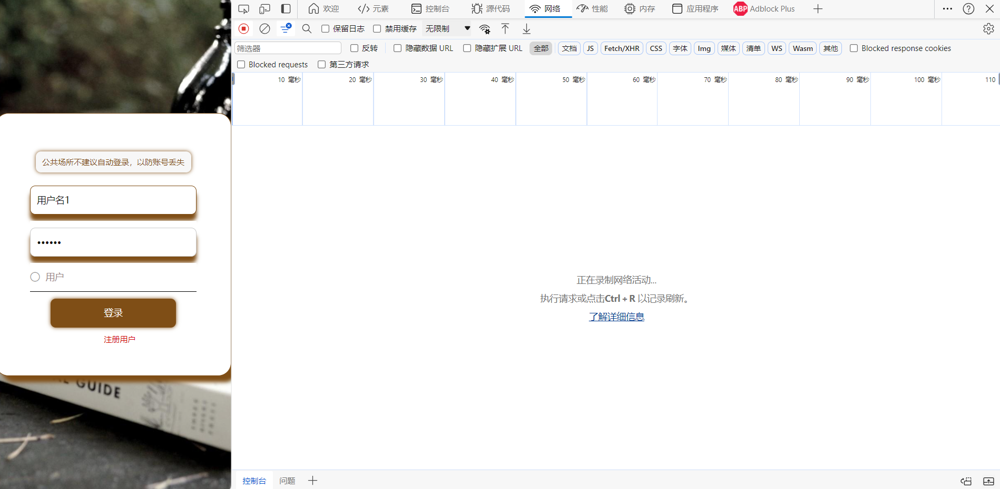 欢迎 元素 控制台 源代码 网络 性能 内存 应用程序 ABP Adblock Plus
保留日志 禁用缓存 无限制
筛选器 反转 隐藏数据 URL 隐藏扩展 URL 全部 文档 JS Fetch/XHR CSS 字体 Img 媒体 清单 WS Wasm 其他 Blocked response cookies
Blocked requests 第三方请求
10 毫秒 20 毫秒 30 毫秒 40 毫秒 50 毫秒 60 毫秒 70 毫秒 80 毫秒 90 毫秒 100 毫秒 110
公共场所不建议自动登录，以防账号丢失
用户名1
••••••
用户
登录
注册用户
GUIDE
正在录制网络活动...
执行请求或点击Ctrl + R 以记录刷新。
了解详细信息
控制台 问题